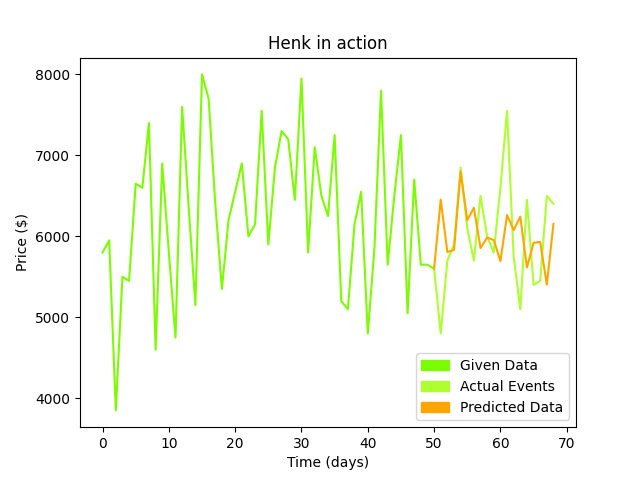 Henk in action
Price ($)
8000
7000
6000
5000
4000
0 10 20 30 40 50 60 70
Time (days)
Given Data
Actual Events
Predicted Data